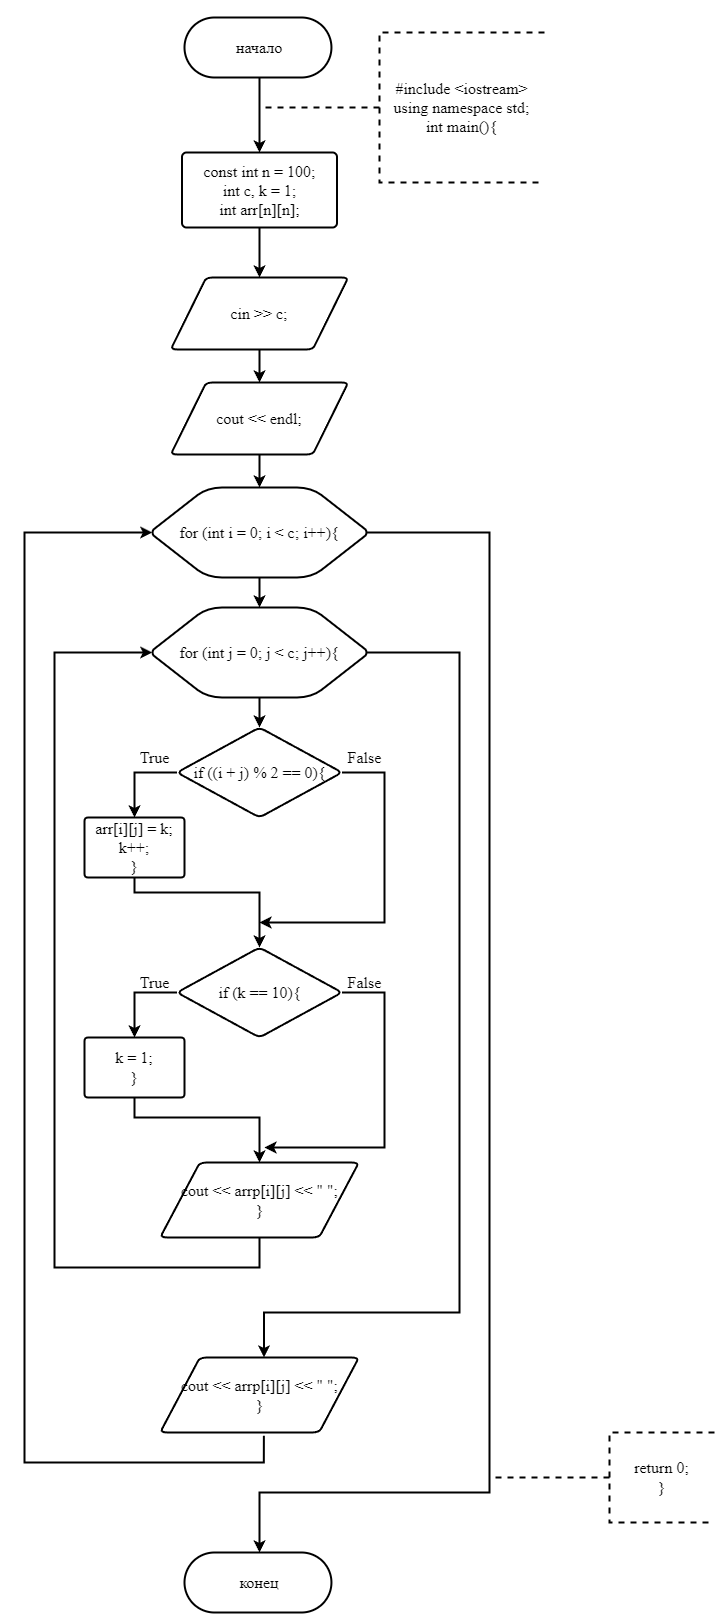 начало
#include <iostream>
using namespace std;
int main(){
const int n = 100;
int c, k = 1;
int arr[n][n];
cin >> c;
cout << endl;
for (int i = 0; i < c; i++){
for (int j = 0; j < c; j++){
True
False
if ((i + j) % 2 == 0){
arr[i][j] = k;
k++;
}
True
False
if (k == 10){
k = 1;
}
cout << arrp[i][j] << " ";
}
cout << arrp[i][j] << " ";
}
return 0;
}
конец